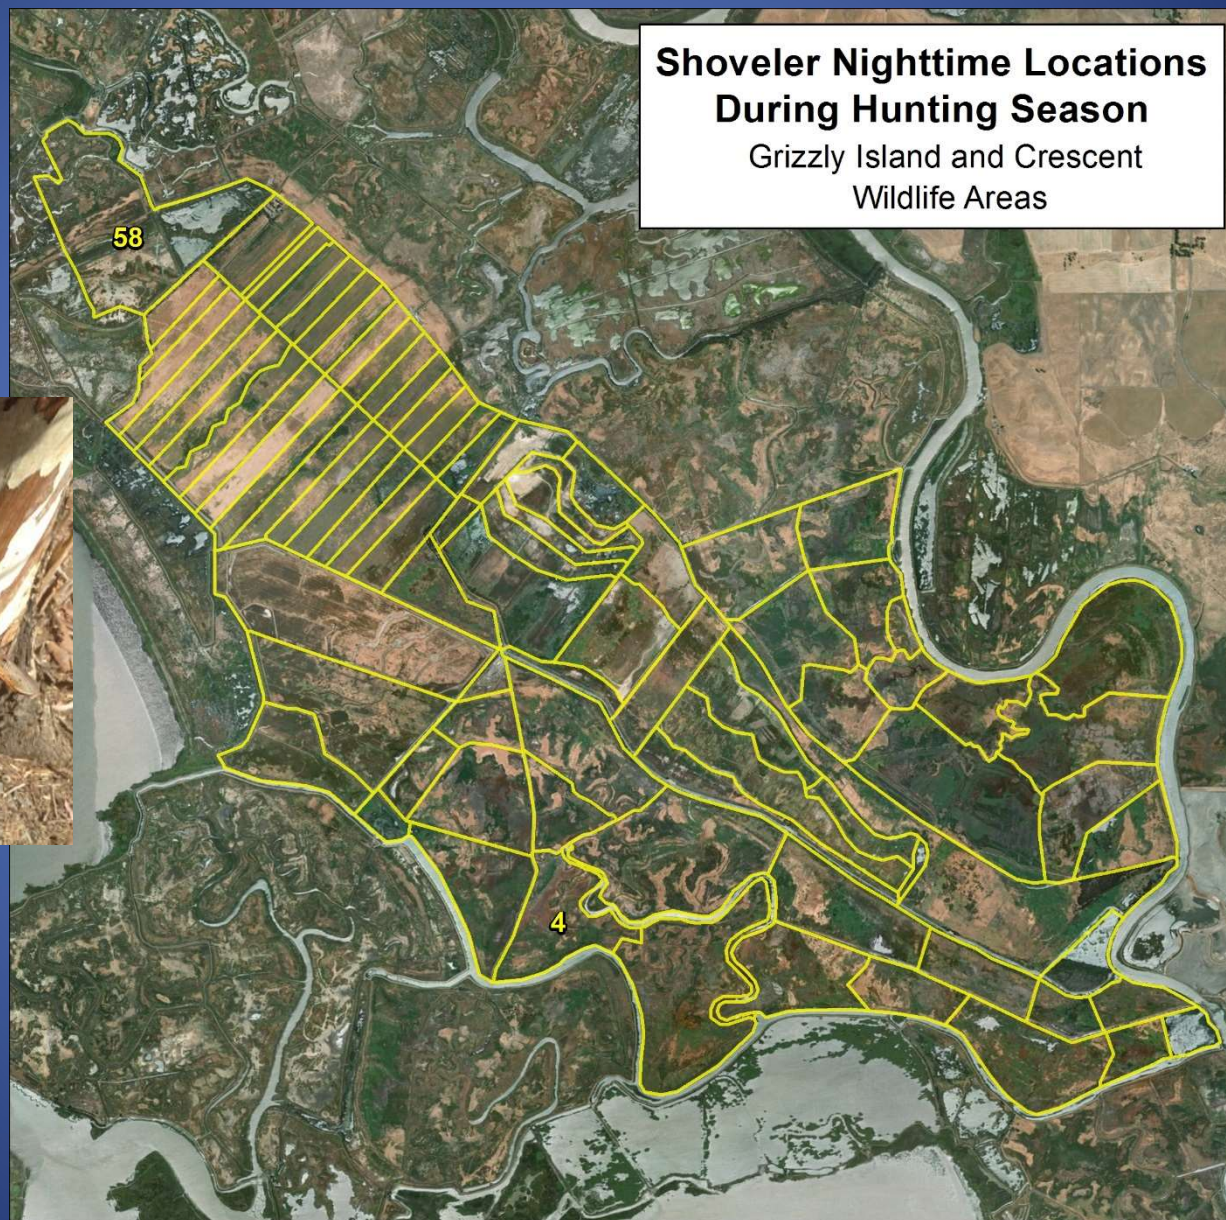 Shoveler Nighttime Locations
During Hunting Season
Grizzly Island and Crescent
Wildlife Areas
58
4